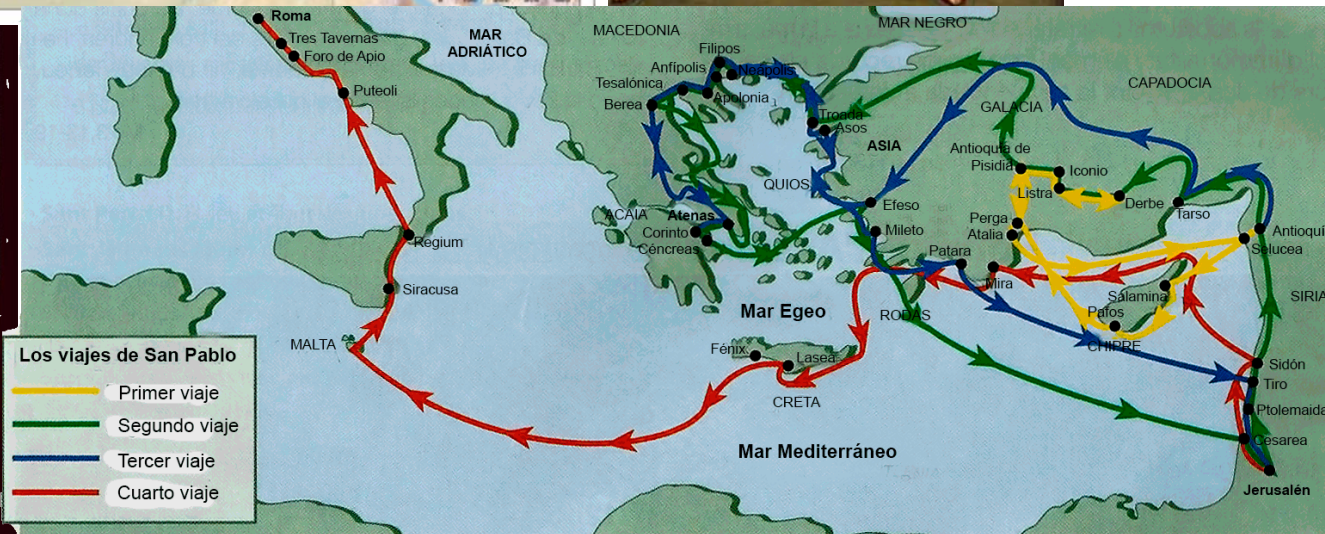 Roma
Tres Tavernas
Foro de Apio
Puteoli
Regium
Siracusa
MALTA
MAR
ADRIÁTICO
MACEDONIA
Filipos
Anfípolis
Neápolis
Tesalónica
Apolonia
Berea
MAR NEGRO
CAPADOCIA
GALACIA
Troada
Asos
ASIA
Antioquía de
Pisidia
Iconio
Listra
Derbe
Tarso
QUIOS
Efeso
Mileto
ACAIA
Atenas
Corinto
Céncreas
Perga
Atalia
Patara
Mira
Antioquí
Selucea
Salamina
Pafos
CHIPRE
SIRIA
RODAS
Mar Egeo
Fénix
Lasea
CRETA
Mar Mediterráneo
Sidón
Tiro
Ptolemaida
Cesarea
Jerusalén
Los viajes de San Pablo
Primer viaje
Segundo viaje
Tercer viaje
Cuarto viaje